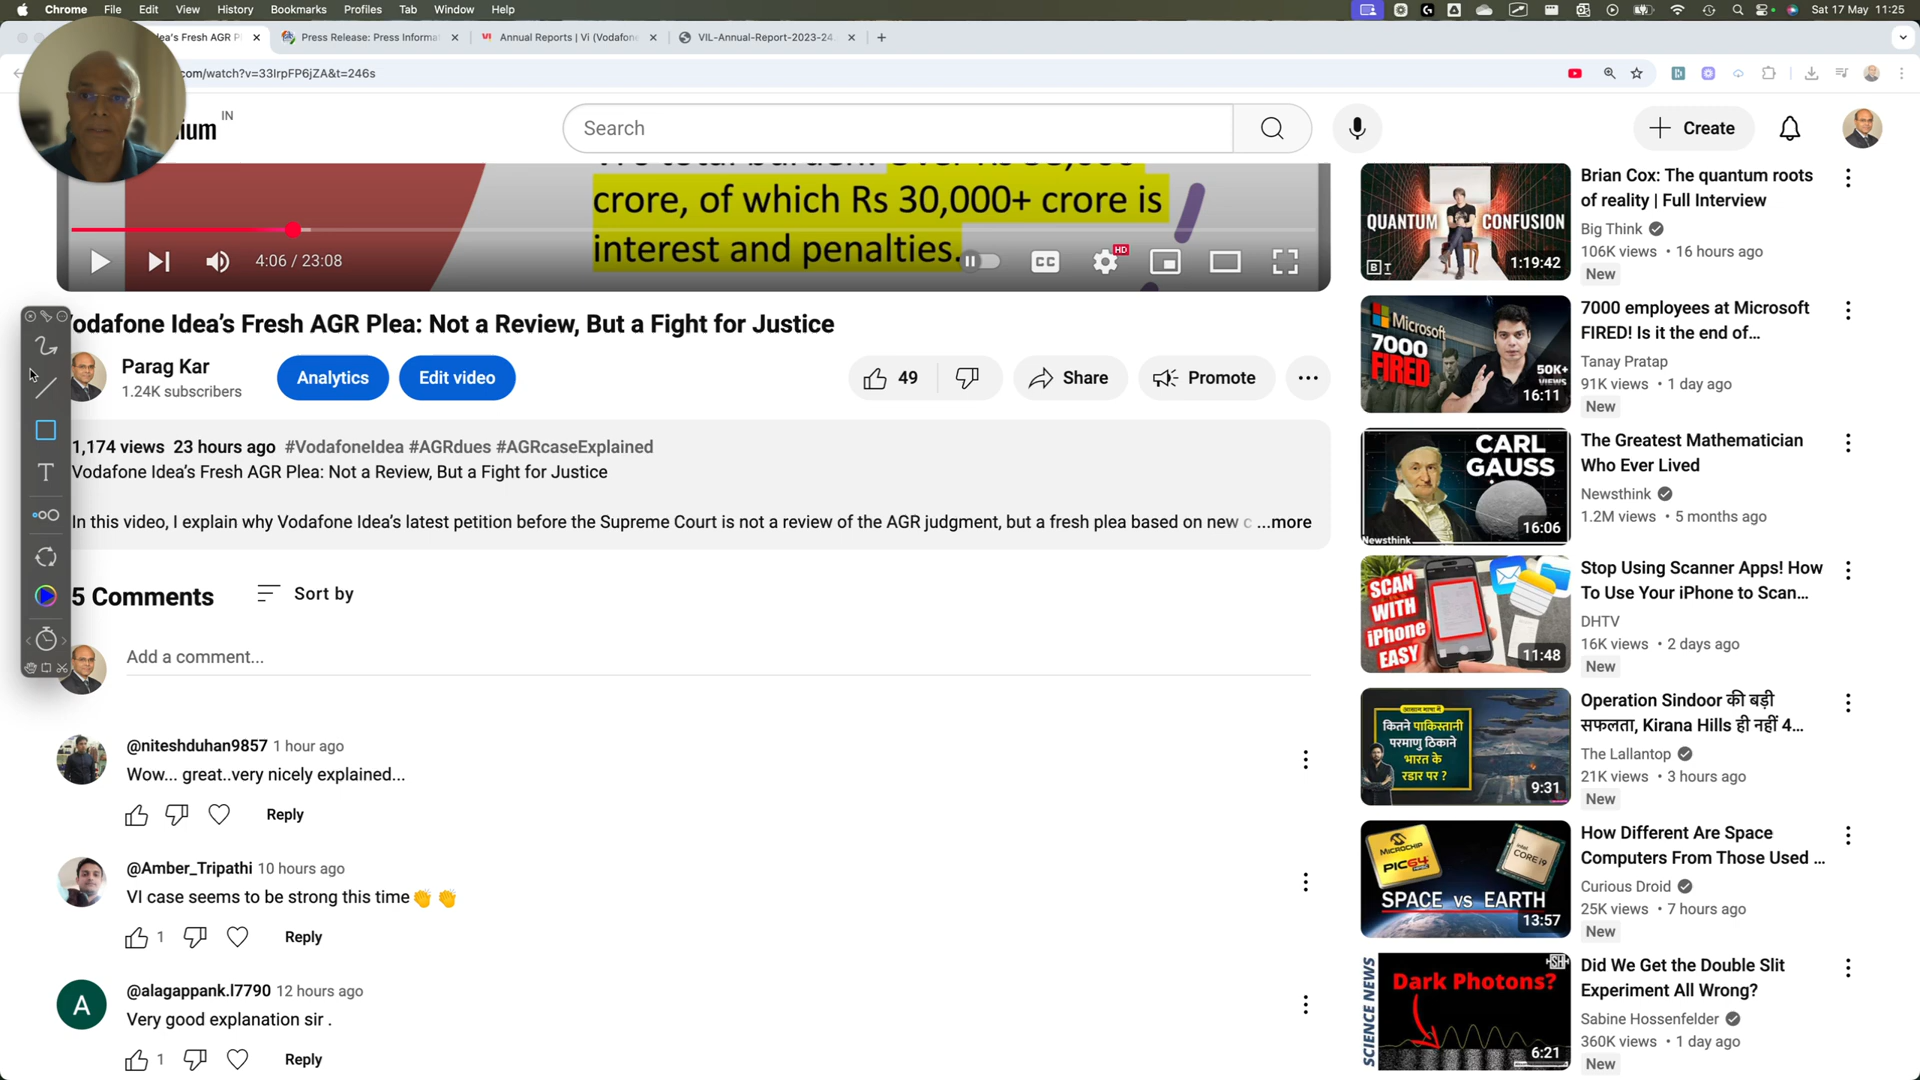 Chrome File Edit View History Bookmarks Profiles Tab Window Help
Sat 17 May 11:25
ea's Fresh AGR P
Press Release: Press Informa
Annual Reports | Vi (Vodafon
VIL-Annual-Report-2023-24
com/watch?v=33IrpFP6jZA&t=246s
IN
Search
Create
crore, of which Rs 30,000+ crore is
interest and penalties.
4:06 / 23:08
CC
HD
odafone Idea's Fresh AGR Plea: Not a Review, But a Fight for Justice
Parag Kar
1.24K subscribers
Analytics
Edit video
49
Share
Promote
1,174 views 23 hours ago #VodafoneIdea #AGRdues #AGRcaseExplained
Vodafone Idea's Fresh AGR Plea: Not a Review, But a Fight for Justice
In this video, I explain why Vodafone Idea's latest petition before the Supreme Court is not a review of the AGR judgment, but a fresh plea based on new c ...more
5 Comments
Sort by
Add a comment...
@niteshduhan9857 1 hour ago
Wow... great..very nicely explained...
Reply
@Amber_Tripathi 10 hours ago
VI case seems to be strong this time👏 👏
1
Reply
A
@alagappank.l7790 12 hours ago
Very good explanation sir .
1
Reply
QUANTUM CONFUSION
BT
1:19:42
Brian Cox: The quantum roots
of reality | Full Interview
Big Think
106K views • 16 hours ago
New
Microsoft
7000
FIRED
50K+
VIEWS
16:11
7000 employees at Microsoft
FIRED! Is it the end of...
Tanay Pratap
91K views • 1 day ago
New
CARL
GAUSS
Newsthink
16:06
The Greatest Mathematician
Who Ever Lived
Newsthink
1.2M views • 5 months ago
SCAN
WITH
iPhone
EASY
11:48
Stop Using Scanner Apps! How
To Use Your iPhone to Scan...
DHTV
16K views • 2 days ago
New
आसान भाषा में
कितने पाकिस्तानी
परमाणु ठिकाने
भारत के
रडार पर ?
9:31
Operation Sindoor की बड़ी
सफलता, Kirana Hills ही नहीं 4...
The Lallantop
21K views • 3 hours ago
New
MICROCHIP
PIC64
intel
CORE i9
SPACE vs EARTH
13:57
How Different Are Space
Computers From Those Used ...
Curious Droid
25K views • 7 hours ago
New
SCIENCE NEWS
Dark Photons?
SH
6:21
Did We Get the Double Slit
Experiment All Wrong?
Sabine Hossenfelder
360K views • 1 day ago
New